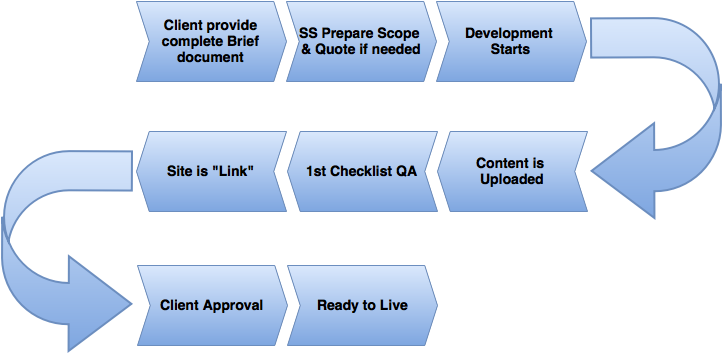 Client provide
complete Brief
document
SS Prepare Scope
& Quote if needed
Development
Starts
Content is
Uploaded
1st Checklist QA
Site is "Link"
Client Approval
Ready to Live